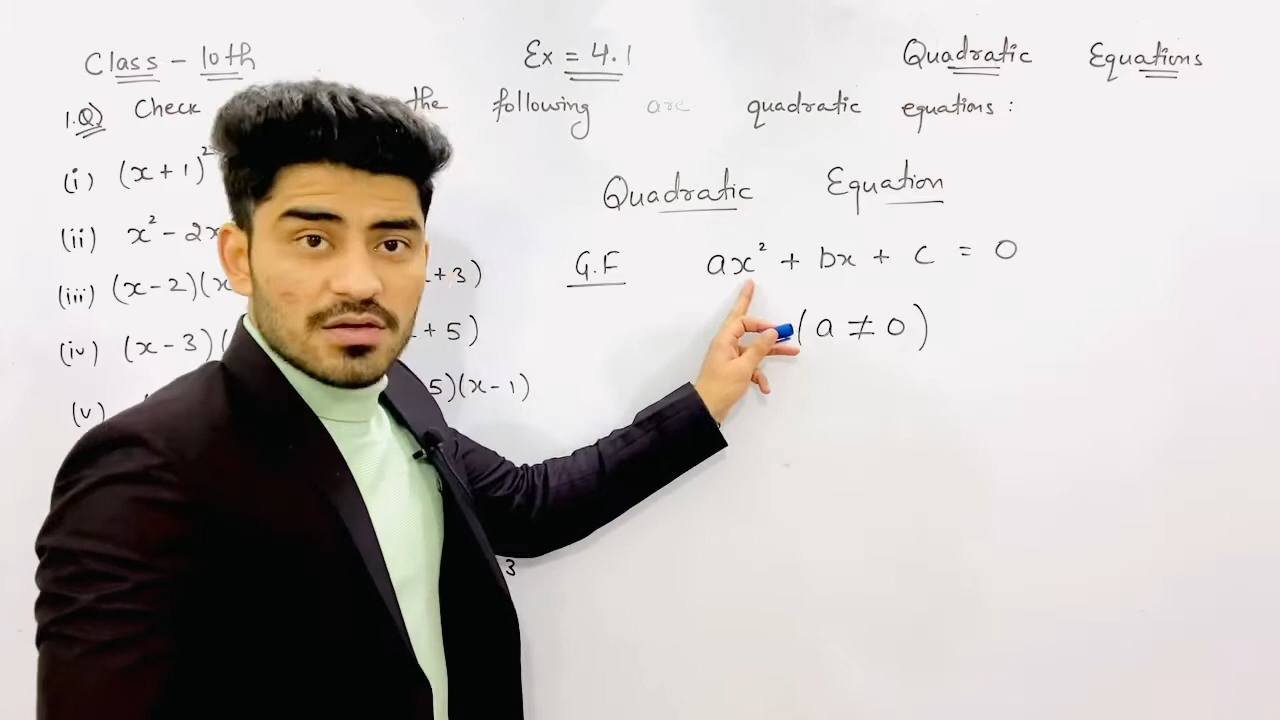 Class - 10th Ex = 4.1 Quadratic Equations
1.Q) Check the following are quadratic equations :
(i) (x + 1)²
Quadratic Equation
(ii) x² - 2x
G.F ax² + bx + c = 0
(iii) (x - 2)(x + 3)
(a ≠ 0)
(iv) (x - 3)( + 5)
(v) 5)(x - 1)
3